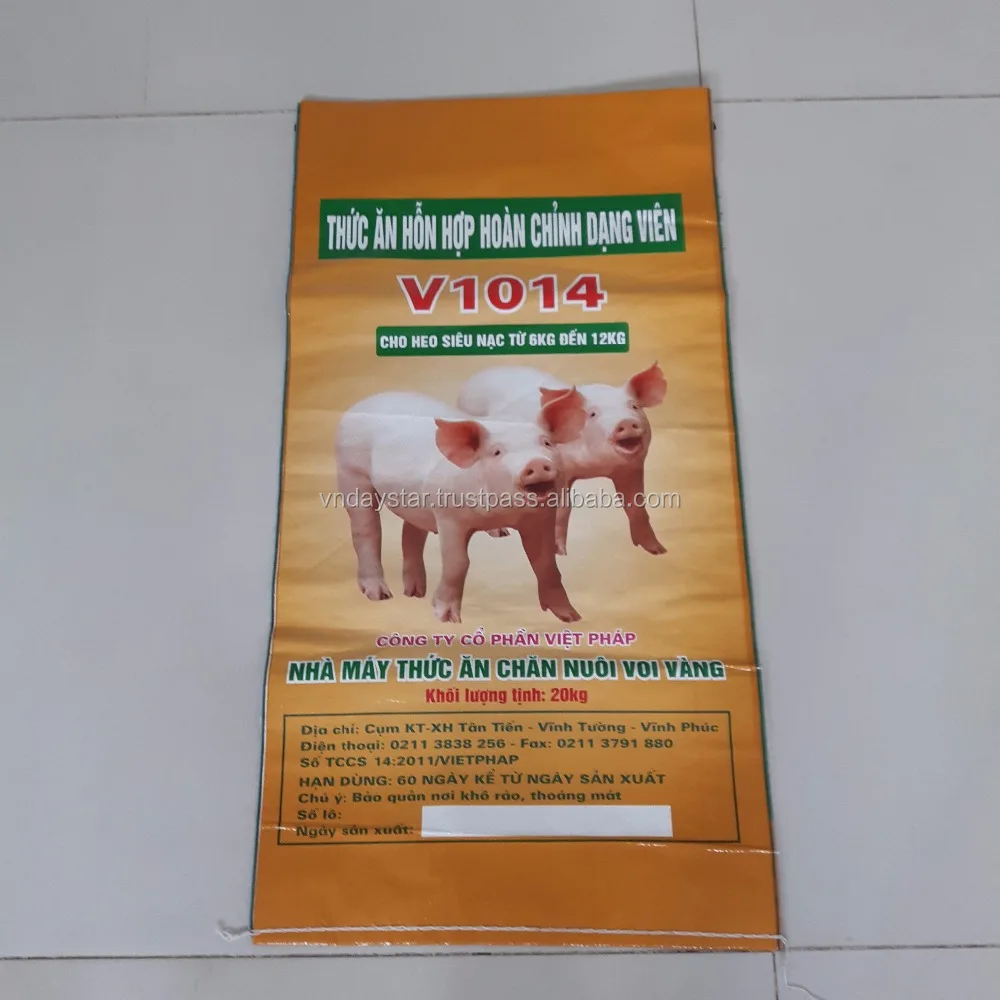 THỨC ĂN HỖN HỢP HOÀN CHỈNH DẠNG VIÊN
V1014
CHO HEO SIÊU NẠC TỪ 6KG ĐẾN 12KG
vndaystar.trustpass.alibaba.com
CÔNG TY CỔ PHẦN VIỆT PHÁP
NHÀ MÁY THỨC ĂN CHĂN NUÔI VOI VÀNG
Khối lượng tịnh: 20kg
Địa chỉ: Cụm KT-XH Tân Tiến - Vĩnh Tường - Vĩnh Phúc
Điện thoại: 0211 3838 256 - Fax: 0211 3791 880
Số TCCS 14:2011/VIETPHAP
HẠN DÙNG: 60 NGÀY KỂ TỪ NGÀY SẢN XUẤT
Chú ý: Bảo quản nơi khô ráo, thoáng mát
Số lô:
Ngày sản xuất: